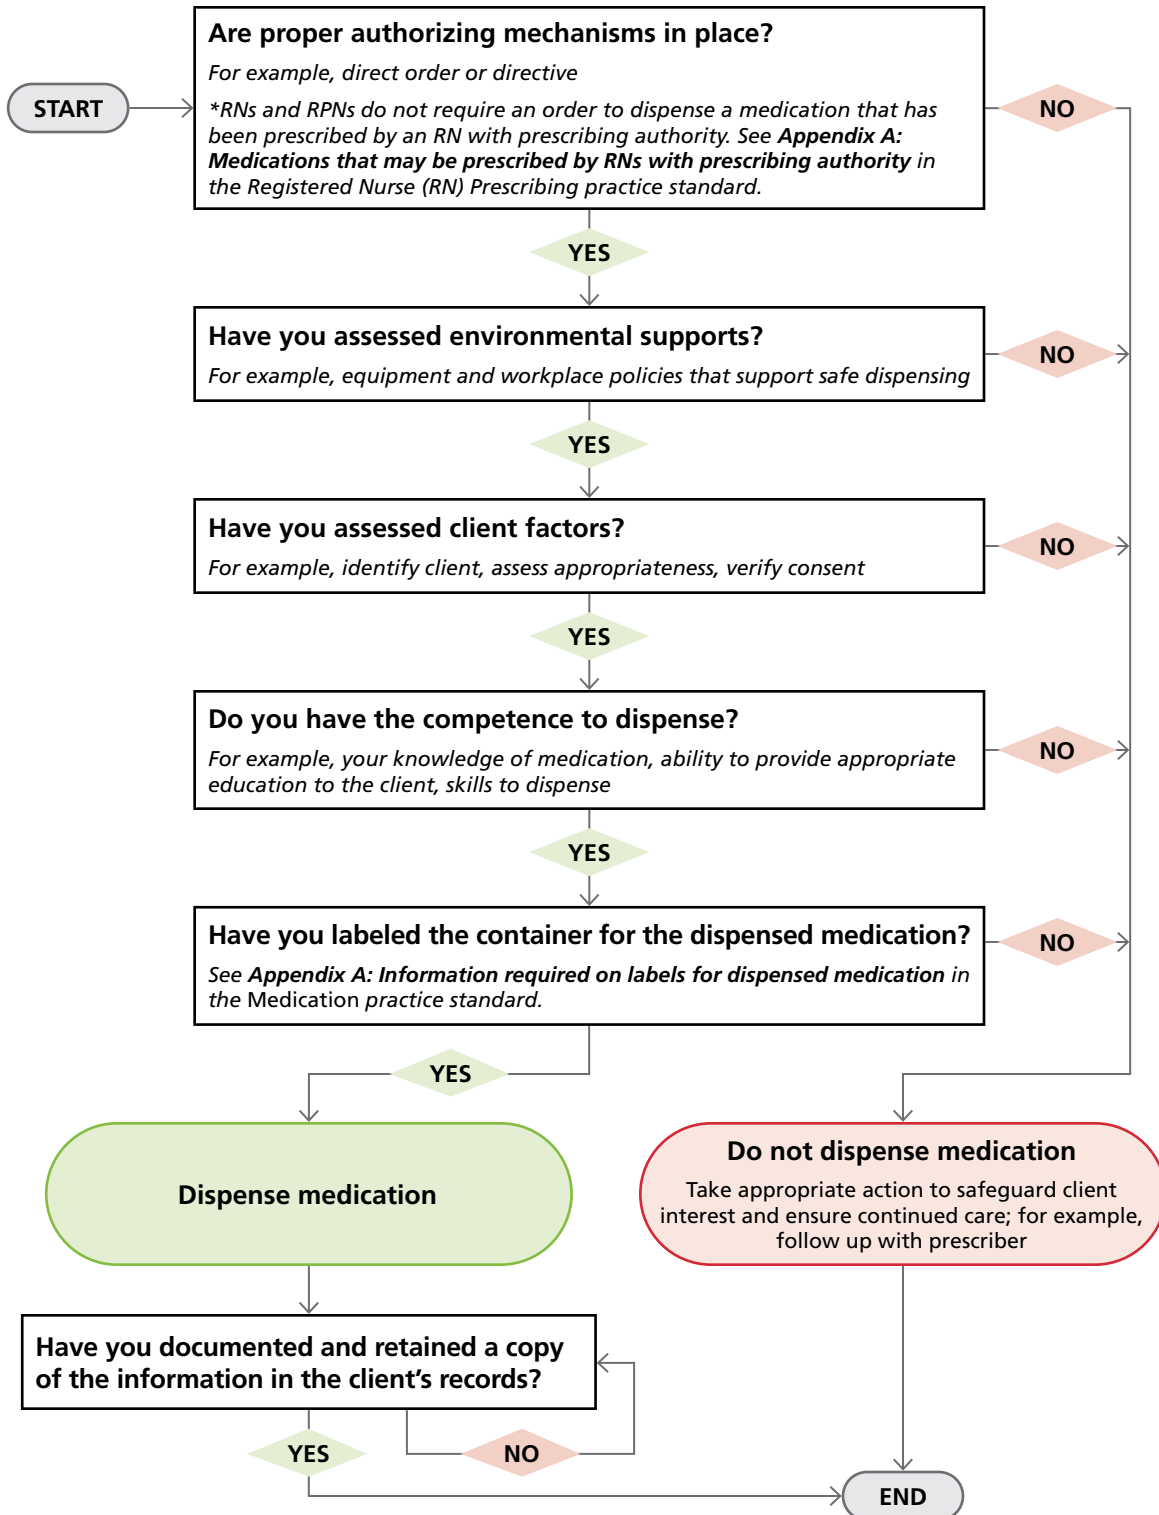 START
Are proper authorizing mechanisms in place?
For example, direct order or directive
*RNs and RPNs do not require an order to dispense a medication that has
been prescribed by an RN with prescribing authority. See Appendix A:
Medications that may be prescribed by RNs with prescribing authority in
the Registered Nurse (RN) Prescribing practice standard.
NO
YES
Have you assessed environmental supports?
For example, equipment and workplace policies that support safe dispensing
NO
YES
Have you assessed client factors?
For example, identify client, assess appropriateness, verify consent
NO
YES
Do you have the competence to dispense?
For example, your knowledge of medication, ability to provide appropriate
education to the client, skills to dispense
NO
YES
Have you labeled the container for the dispensed medication?
See Appendix A: Information required on labels for dispensed medication in
the Medication practice standard.
NO
YES
Dispense medication
Do not dispense medication
Take appropriate action to safeguard client
interest and ensure continued care; for example,
follow up with prescriber
Have you documented and retained a copy
of the information in the client's records?
YES
NO
END